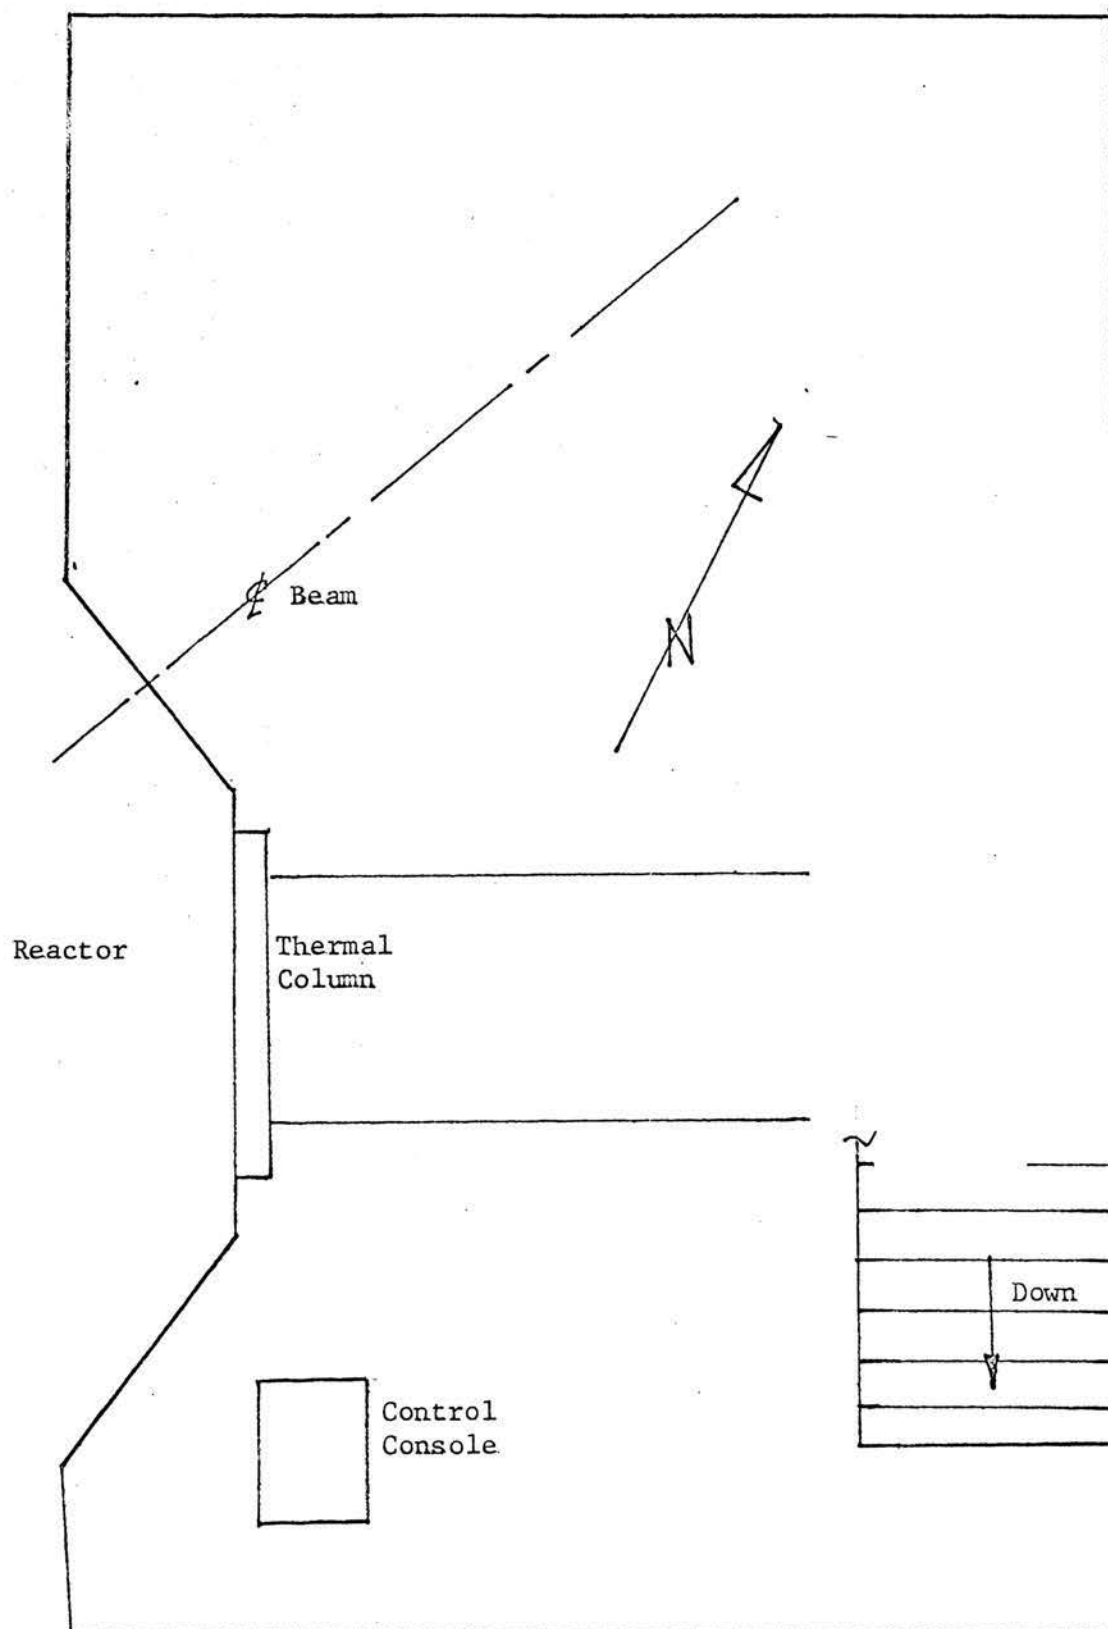 ℄ Beam
N
Reactor
Thermal
Column
Down
Control
Console